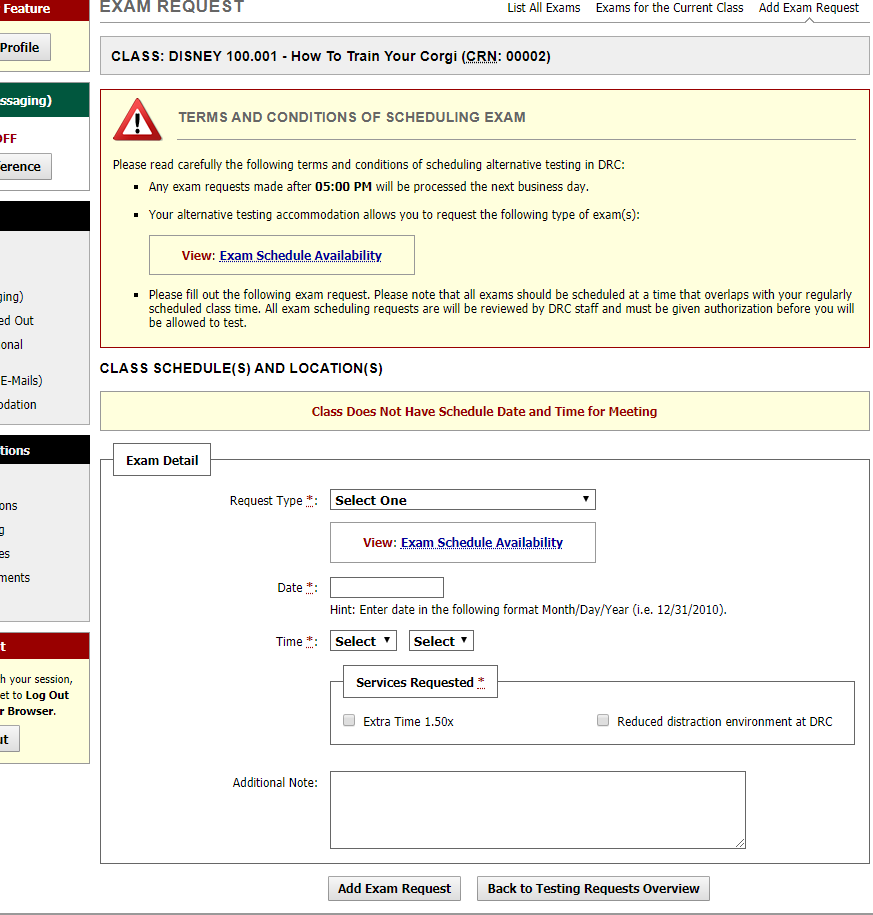 Feature
Profile
ssaging)
OFF
erence
ging)
ed Out
onal
E-Mails)
odation
tions
ons
g
es
ments
t
h your session,
et to Log Out
r Browser.
ut
EXAM REQUEST
List All Exams Exams for the Current Class Add Exam Request
CLASS: DISNEY 100.001 - How To Train Your Corgi (CRN: 00002)
TERMS AND CONDITIONS OF SCHEDULING EXAM
Please read carefully the following terms and conditions of scheduling alternative testing in DRC:
Any exam requests made after 05:00 PM will be processed the next business day.
Your alternative testing accommodation allows you to request the following type of exam(s):
View: Exam Schedule Availability
Please fill out the following exam request. Please note that all exams should be scheduled at a time that overlaps with your regularly
scheduled class time. All exam scheduling requests are will be reviewed by DRC staff and must be given authorization before you will
be allowed to test.
CLASS SCHEDULE(S) AND LOCATION(S)
Class Does Not Have Schedule Date and Time for Meeting
Exam Detail
Request Type *: Select One
View: Exam Schedule Availability
Date *:
Hint: Enter date in the following format Month/Day/Year (i.e. 12/31/2010).
Time *: Select Select
Services Requested *
Extra Time 1.50x Reduced distraction environment at DRC
Additional Note:
Add Exam Request Back to Testing Requests Overview